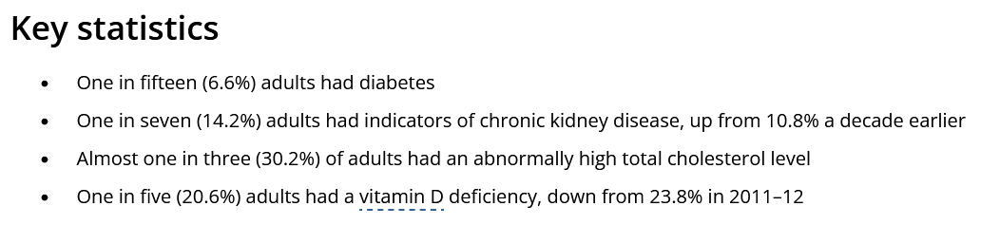 Key statistics
• One in fifteen (6.6%) adults had diabetes
• One in seven (14.2%) adults had indicators of chronic kidney disease, up from 10.8% a decade earlier
• Almost one in three (30.2%) of adults had an abnormally high total cholesterol level
• One in five (20.6%) adults had a vitamin D deficiency, down from 23.8% in 2011–12